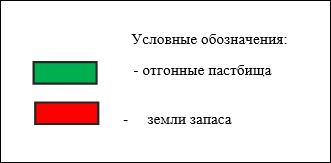 Условные обозначения:
- отгонные пастбища
- земли запаса